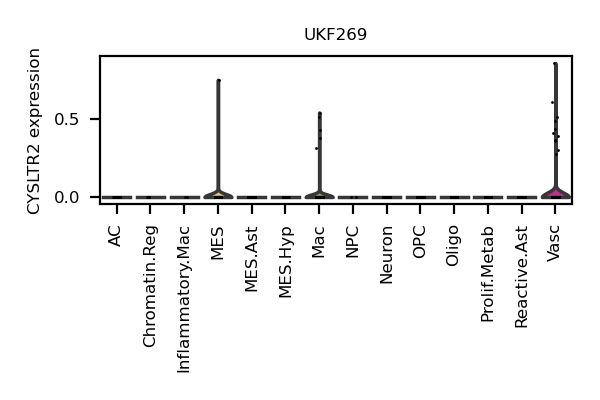 UKF269
CYSLTR2 expression
0.5
0.0
AC
Chromatin.Reg
Inflammatory.Mac
MES
MES.Ast
MES.Hyp
Mac
NPC
Neuron
OPC
Oligo
Prolif.Metab
Reactive.Ast
Vasc